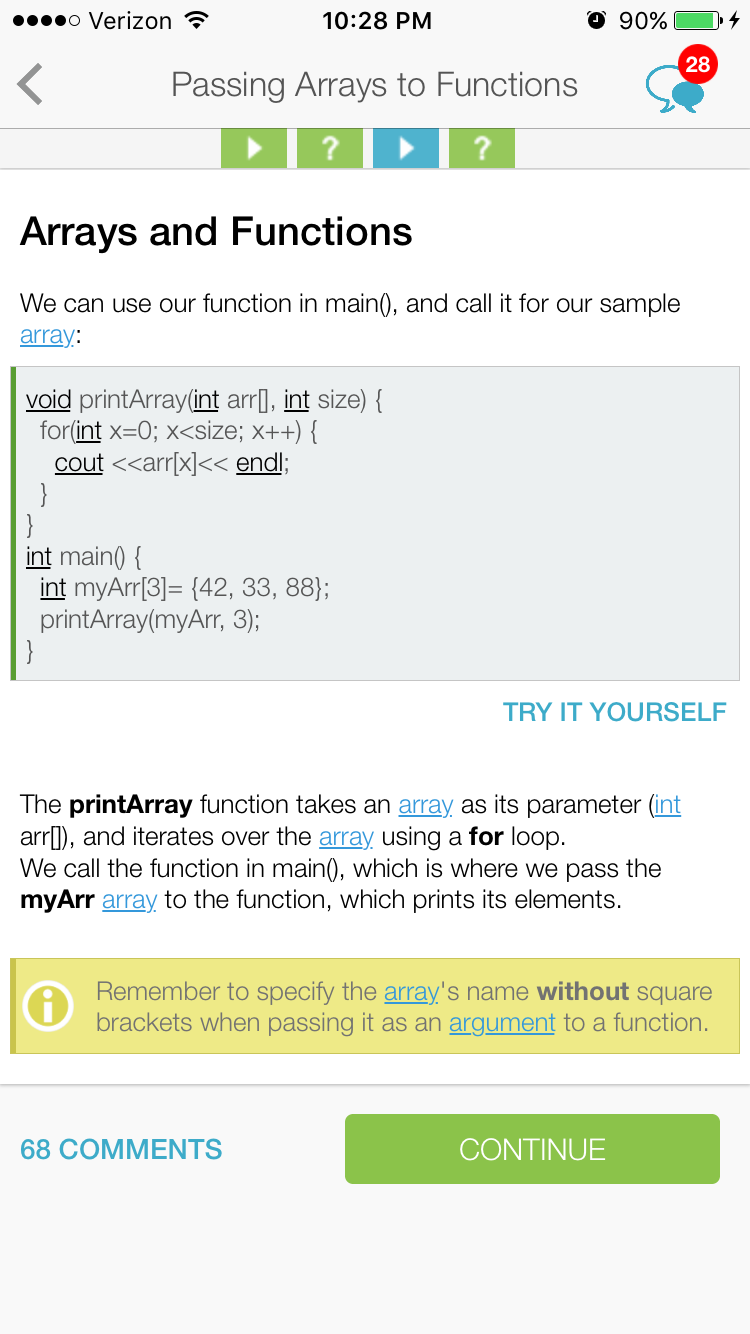 Verizon 10:28 PM 90%
Passing Arrays to Functions 28
? ?
Arrays and Functions
We can use our function in main(), and call it for our sample
array:
void printArray(int arr[], int size) {
for(int x=0; x<size; x++) {
cout <<arr[x]<< endl;
}
}
int main() {
int myArr[3]= {42, 33, 88};
printArray(myArr, 3);
}
TRY IT YOURSELF
The printArray function takes an array as its parameter (int
arr[]), and iterates over the array using a for loop.
We call the function in main(), which is where we pass the
myArr array to the function, which prints its elements.
i Remember to specify the array's name without square
brackets when passing it as an argument to a function.
68 COMMENTS CONTINUE